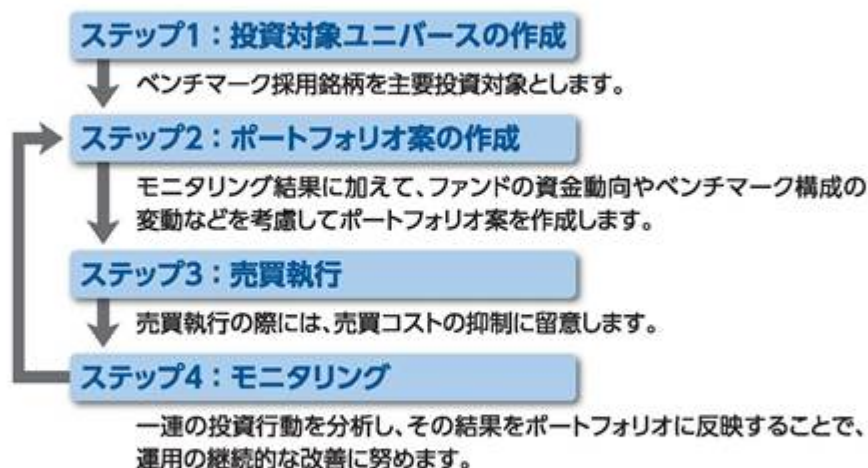 ステップ1：投資対象ユニバースの作成
ベンチマーク採用銘柄を主要投資対象とします。
ステップ2：ポートフォリオ案の作成
モニタリング結果に加えて、ファンドの資金動向やベンチマーク構成の
変動などを考慮してポートフォリオ案を作成します。
ステップ3：売買執行
売買執行の際には、売買コストの抑制に留意します。
ステップ4：モニタリング
一連の投資行動を分析し、その結果をポートフォリオに反映することで、
運用の継続的な改善に努めます。